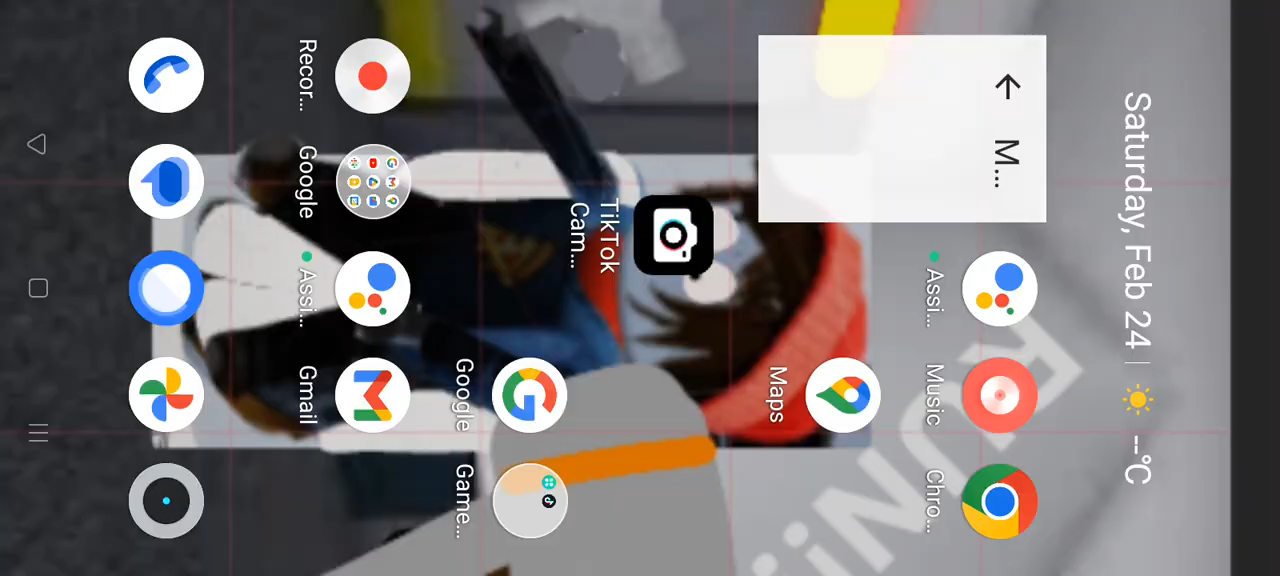 Saturday, Feb 24 | --°C
← M...
Assi...
Music
Chro...
Maps
TikTok
Cam...
Google
Game...
Recor...
Google
Assi...
Gmail